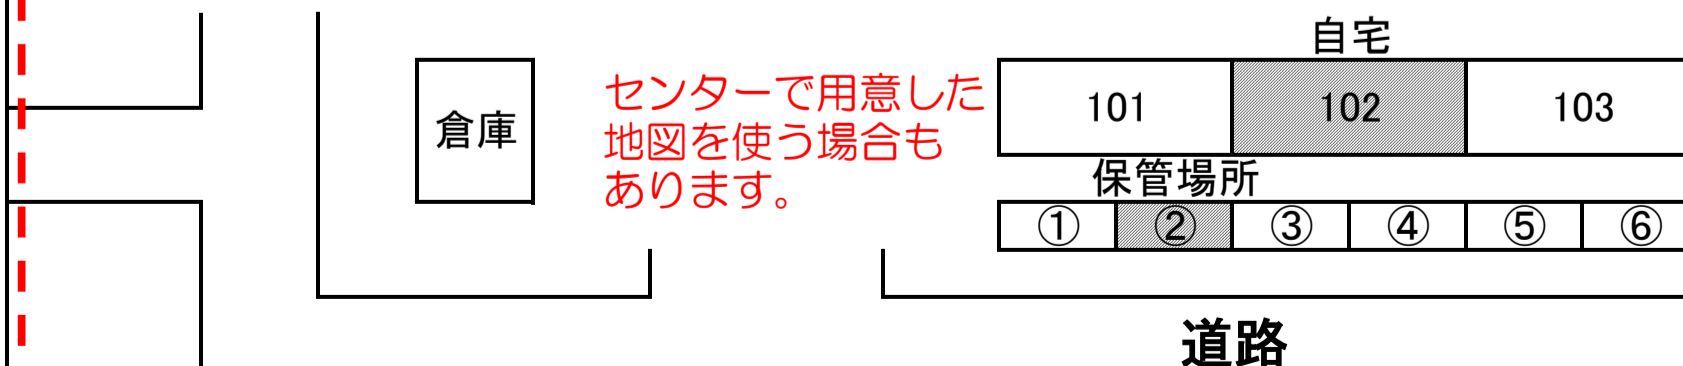 自宅
101 102 103
倉庫
センターで用意した
地図を使う場合も
あります。
保管場所
① ② ③ ④ ⑤ ⑥
道路